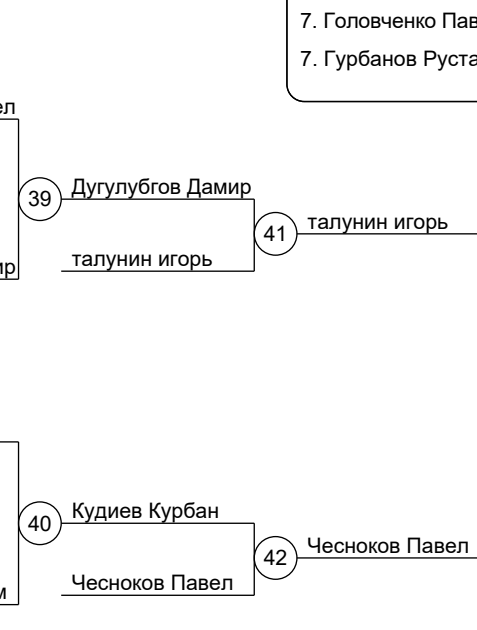 7. Головченко Пав
7. Гурбанов Руста
ел
39
Дугулубгов Дамир
41
талунин игорь
талунин игорь
ир
40
Кудиев Курбан
42
Чесноков Павел
Чесноков Павел
м